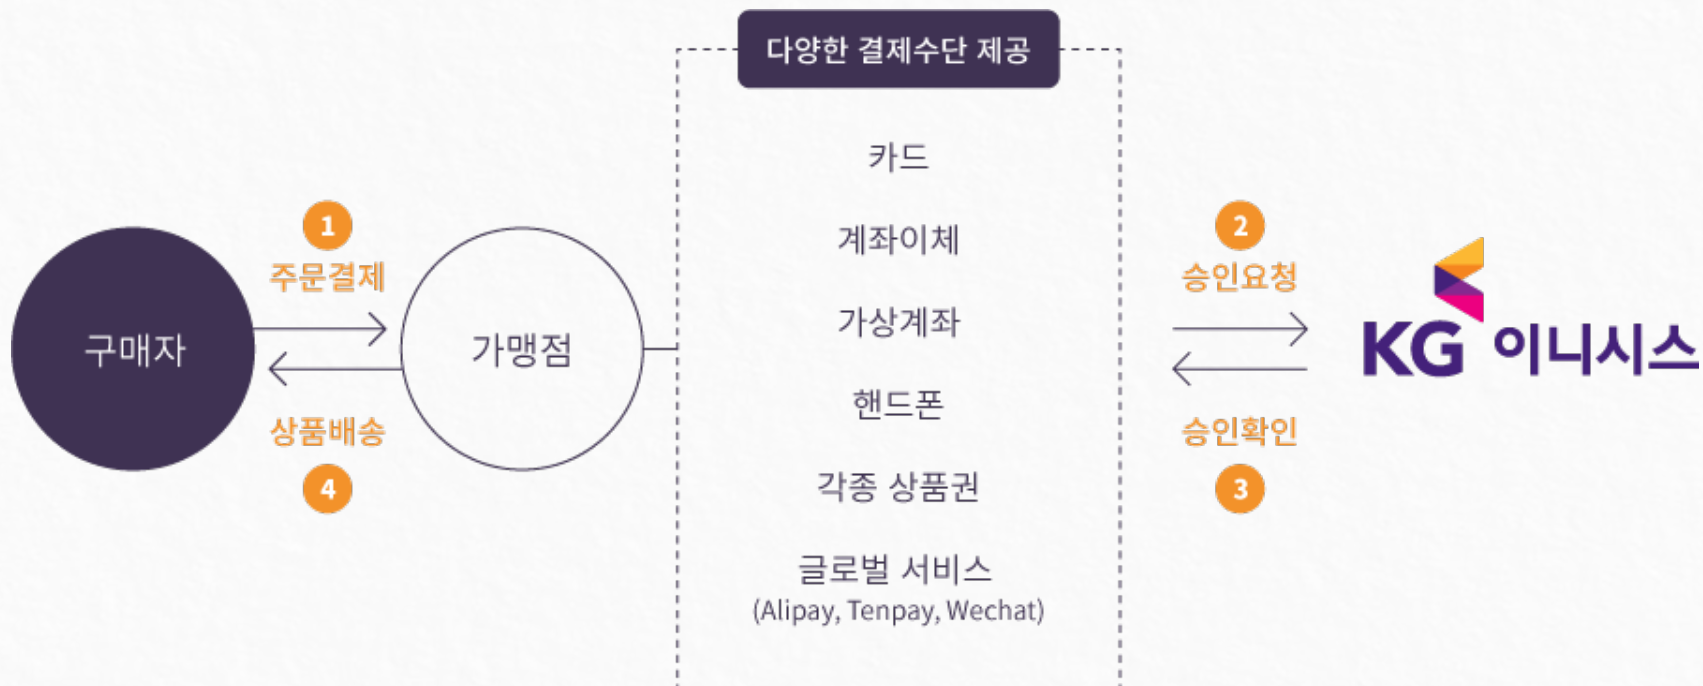 다양한 결제수단 제공
카드
계좌이체
가상계좌
핸드폰
각종 상품권
글로벌 서비스
(Alipay, Tenpay, Wechat)
구매자
1
주문결제
상품배송
4
가맹점
2
승인요청
승인확인
3
KG 이니시스